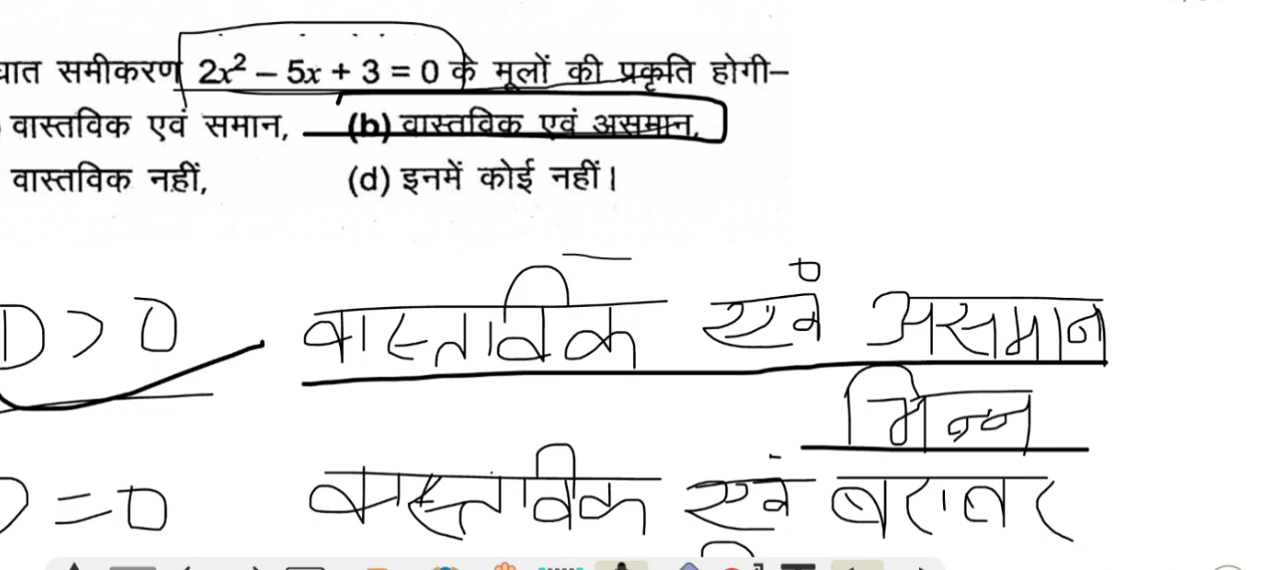 घात समीकरण 2x² – 5x + 3 = 0 के मूलों की प्रकृति होगी–
वास्तविक एवं समान, (b) वास्तविक एवं असमान,
वास्तविक नहीं, (d) इनमें कोई नहीं।
D > 0 वास्तविक एवं असमान
भिन्न
D = 0 वास्तविक एवं बराबर